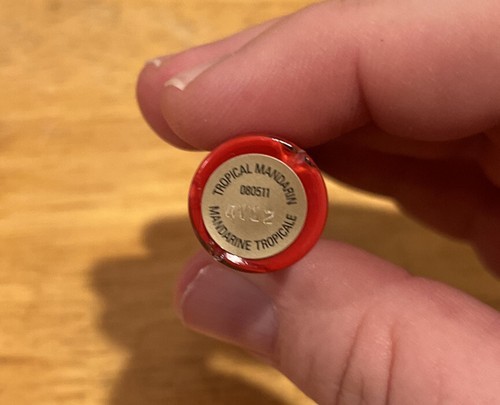 TROPICAL MANDARIN
080511
MANDARINE TROPICALE